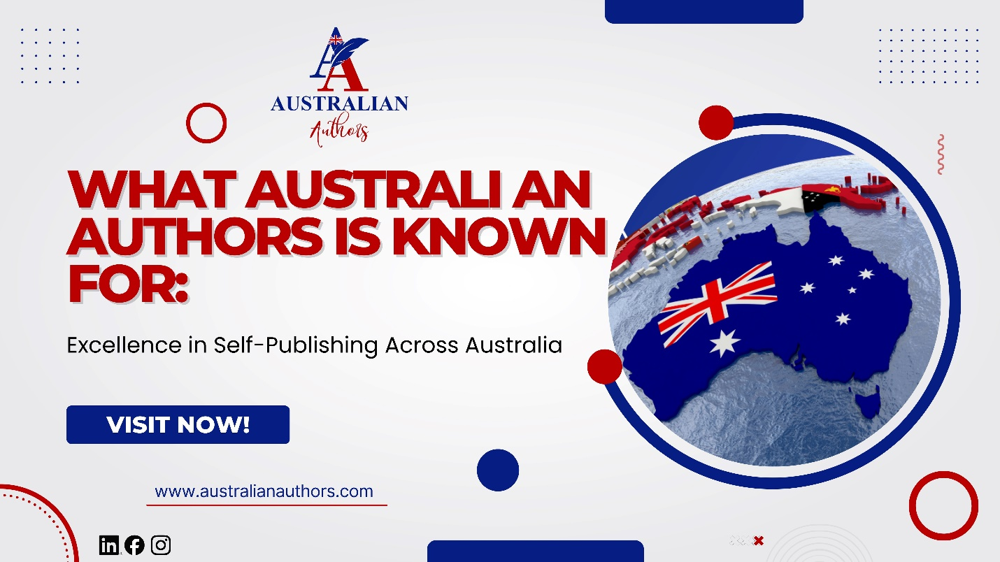 AUSTRALIAN
Authors
WHAT AUSTRALI AN
AUTHORS IS KNOWN
FOR:
Excellence in Self-Publishing Across Australia
VISIT NOW!
www.australianauthors.com